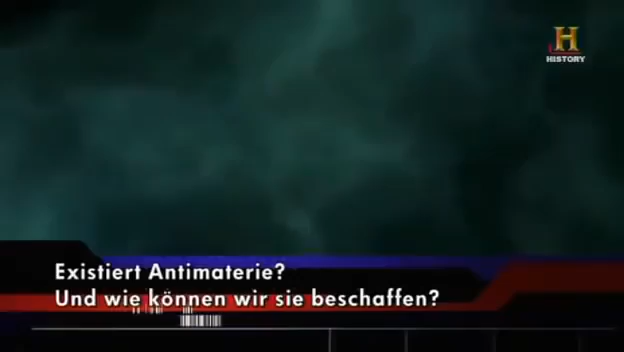 H
HISTORY
Existiert Antimaterie?
Und wie können wir sie beschaffen?